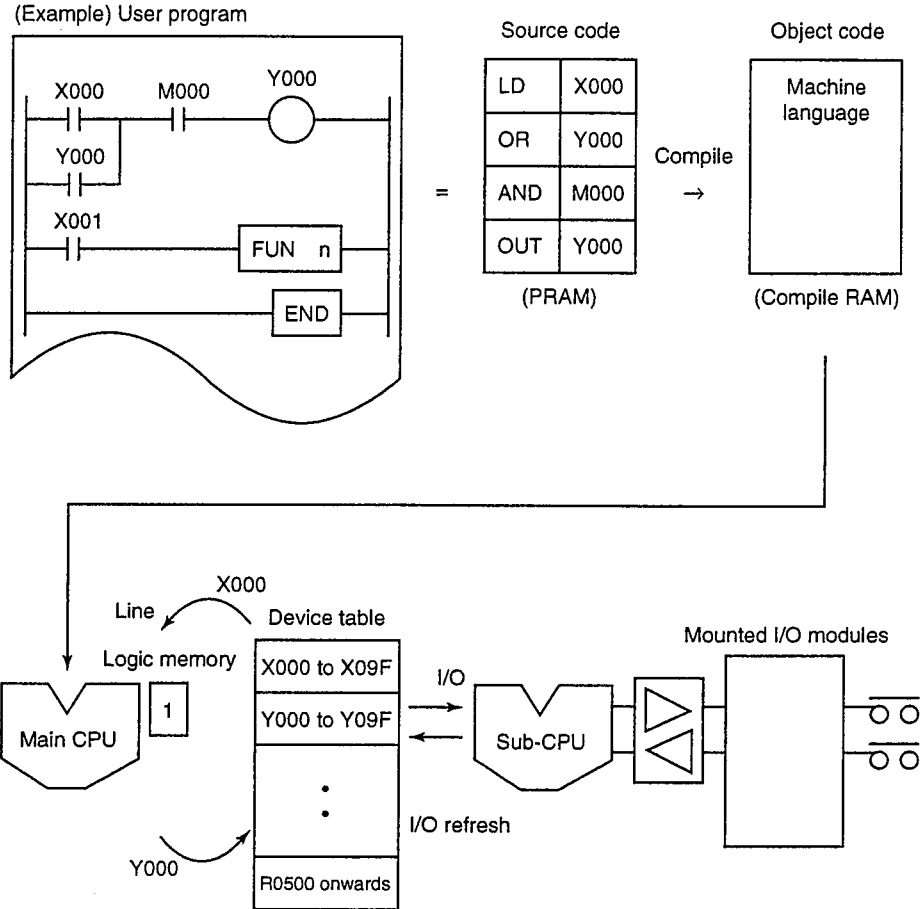 (Example) User program
X000
M000
Y000
Y000
X001
FUN n
END
=
Source code
LD X000
OR Y000
AND M000
OUT Y000
(PRAM)
Compile
→
Object code
Machine
language
(Compile RAM)
X000
Line
Logic memory
1
Main CPU
Y000
Device table
X000 to X09F
Y000 to Y09F
R0500 onwards
I/O
I/O refresh
Sub-CPU
Mounted I/O modules